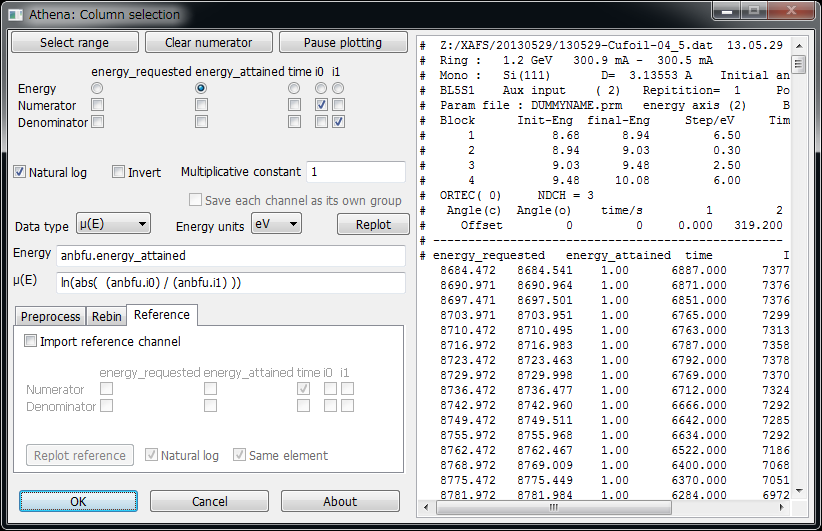 Athena: Column selection
Select range Clear numerator Pause plotting
energy_requested energy_attained time i0 i1
Energy
Numerator
Denominator
Natural log Invert Multiplicative constant 1
Save each channel as its own group
Data type μ(E) Energy units eV Replot
Energy anbfu.energy_attained
μ(E) ln(abs( (anbfu.i0) / (anbfu.i1) ))
Preprocess Rebin Reference
Import reference channel
energy_requested energy_attained time i0 i1
Numerator
Denominator
Replot reference Natural log Same element
OK Cancel About
# Z:/XAFS/20130529/130529-Cufoil-04_5.dat 13.05.29
# Ring : 1.2 GeV 300.9 mA - 300.5 mA
# Mono : Si(111) D= 3.13553 A Initial an
# BL5S1 Aux input ( 2) Repitition= 1 Po
# Param file : DUMMYNAME.prm energy axis (2) B
# Block Init-Eng final-Eng Step/eV Tim
# 1 8.68 8.94 6.50
# 2 8.94 9.03 0.30
# 3 9.03 9.48 2.50
# 4 9.48 10.08 6.00
# ORTEC( 0) NDCH = 3
# Angle(c) Angle(o) time/s 1 2
# Offset 0 0 0.000 319.200
# --------------------------------------------------
# energy_requested energy_attained time I
8684.472 8684.541 1.00 6887.000 7377
8690.971 8690.964 1.00 6871.000 7376
8697.471 8697.501 1.00 6851.000 7376
8703.971 8703.951 1.00 6765.000 7299
8710.472 8710.495 1.00 6763.000 7313
8716.972 8716.983 1.00 6787.000 7358
8723.472 8723.463 1.00 6792.000 7378
8729.972 8729.998 1.00 6769.000 7370
8736.472 8736.477 1.00 6712.000 7324
8742.972 8742.960 1.00 6666.000 7292
8749.472 8749.511 1.00 6642.000 7285
8755.972 8755.968 1.00 6634.000 7292
8762.472 8762.467 1.00 6522.000 7186
8768.972 8769.009 1.00 6400.000 7068
8775.472 8775.449 1.00 6370.000 7051
8781.972 8781.984 1.00 6284.000 6972